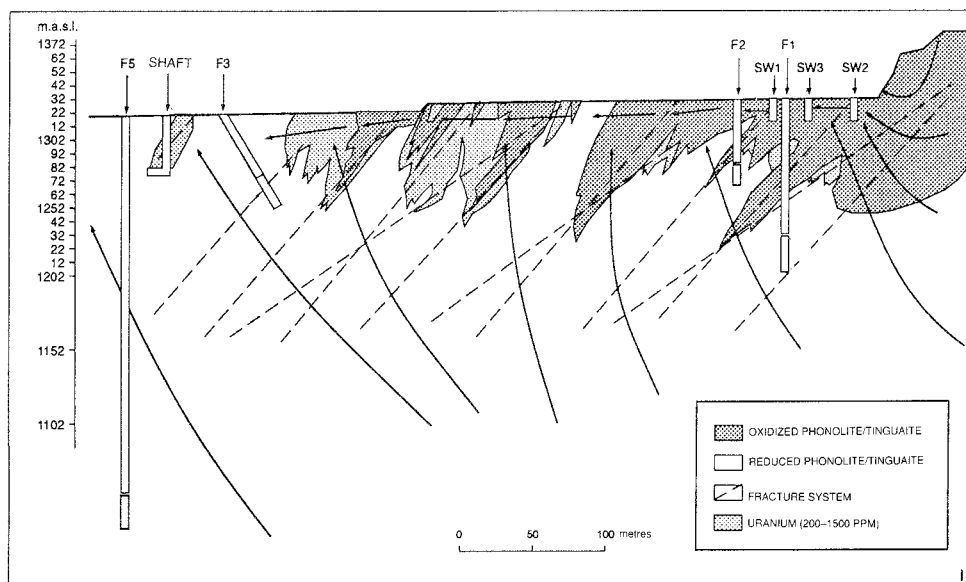 m.a.s.l.
1372
62
52
42
32
22
12
1302
92
82
72
62
1252
42
32
22
12
1202
1152
1102
F5
SHAFT
F3
F2
F1
SW1
SW3
SW2
OXIDIZED PHONOLITE/TINGUAITE
REDUCED PHONOLITE/TINGUAITE
FRACTURE SYSTEM
URANIUM (200–1500 PPM)
0 50 100 metres